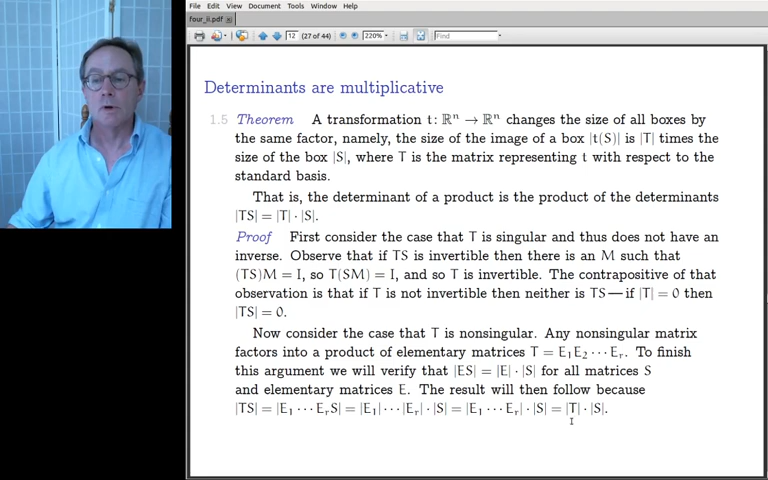 File Edit View Document Tools Window Help
four_ii.pdf
12 (27 of 44) 220% Find
Determinants are multiplicative
1.5 Theorem A transformation t: ℝⁿ → ℝⁿ changes the size of all boxes by
the same factor, namely, the size of the image of a box |t(S)| is |T| times the
size of the box |S|, where T is the matrix representing t with respect to the
standard basis.
That is, the determinant of a product is the product of the determinants
|TS| = |T| · |S|.
Proof First consider the case that T is singular and thus does not have an
inverse. Observe that if TS is invertible then there is an M such that
(TS)M = I, so T(SM) = I, and so T is invertible. The contrapositive of that
observation is that if T is not invertible then neither is TS — if |T| = 0 then
|TS| = 0.
Now consider the case that T is nonsingular. Any nonsingular matrix
factors into a product of elementary matrices T = E₁E₂ ··· Eᵣ. To finish
this argument we will verify that |ES| = |E| · |S| for all matrices S
and elementary matrices E. The result will then follow because
|TS| = |E₁ ··· EᵣS| = |E₁| ··· |Eᵣ| · |S| = |E₁ ··· Eᵣ| · |S| = |T| · |S|.